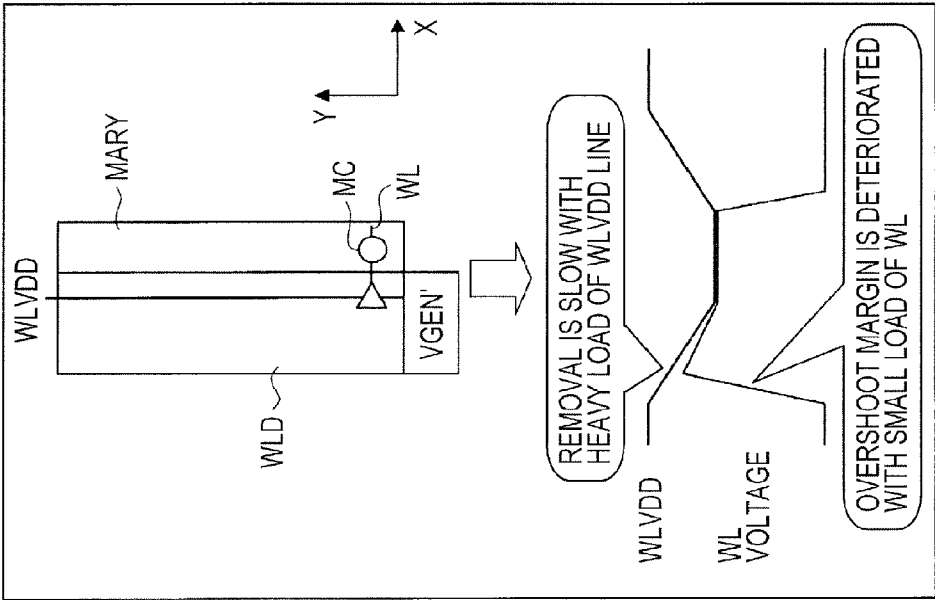 WLVDD
MARY
MC
WL
WLD
VGEN'
Y
X
REMOVAL IS SLOW WITH
HEAVY LOAD OF WLVDD LINE
WLVDD
WL
VOLTAGE
OVERSHOOT MARGIN IS DETERIORATED
WITH SMALL LOAD OF WL